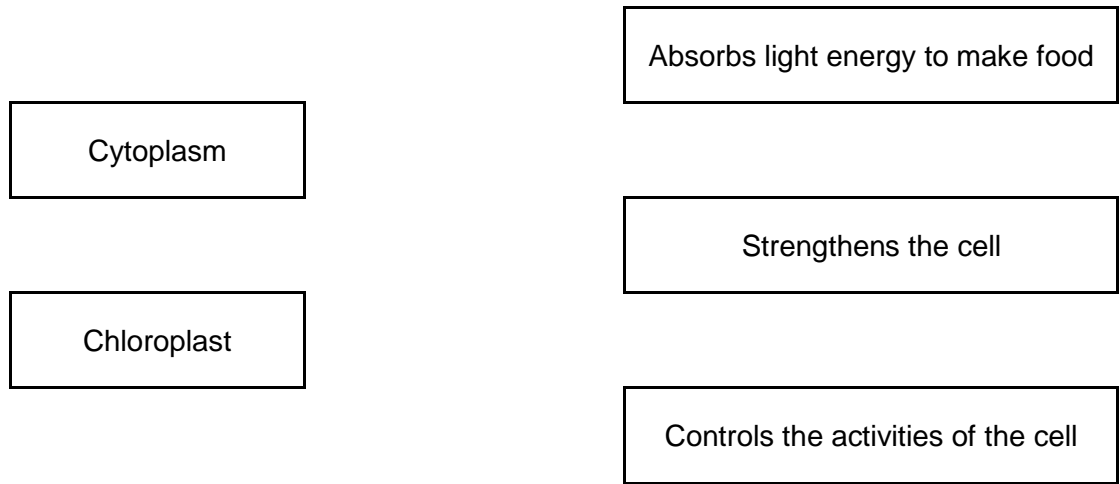 Absorbs light energy to make food
Cytoplasm
Strengthens the cell
Chloroplast
Controls the activities of the cell